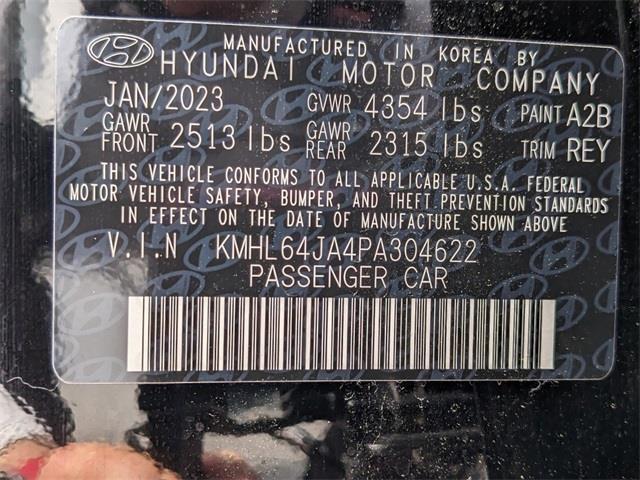 MANUFACTURED IN KOREA BY
HYUNDAI MOTOR COMPANY
JAN/2023 GVWR 4354 lbs PAINT A2B
GAWR FRONT 2513 lbs GAWR REAR 2315 lbs TRIM REY
THIS VEHICLE CONFORMS TO ALL APPLICABLE U.S.A. FEDERAL
MOTOR VEHICLE SAFETY, BUMPER, AND THEFT PREVENTION STANDARDS
IN EFFECT ON THE DATE OF MANUFACTURE SHOWN ABOVE
V.I.N KMHL64JA4PA304622
PASSENGER CAR